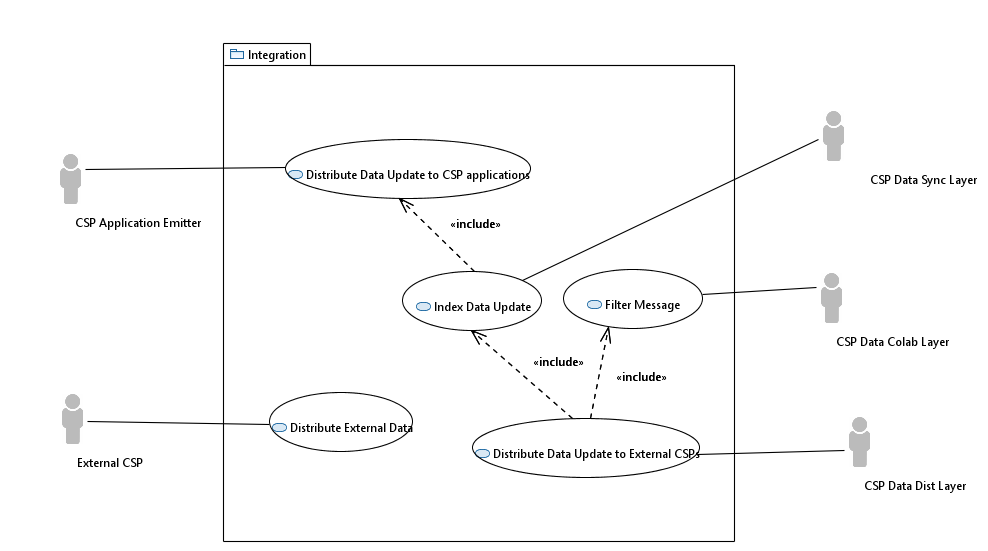 Integration
Distribute Data Update to CSP applications
CSP Application Emitter
CSP Data Sync Layer
«include»
Index Data Update
Filter Message
CSP Data Colab Layer
«include»
«include»
Distribute External Data
External CSP
Distribute Data Update to External CSPs
CSP Data Dist Layer